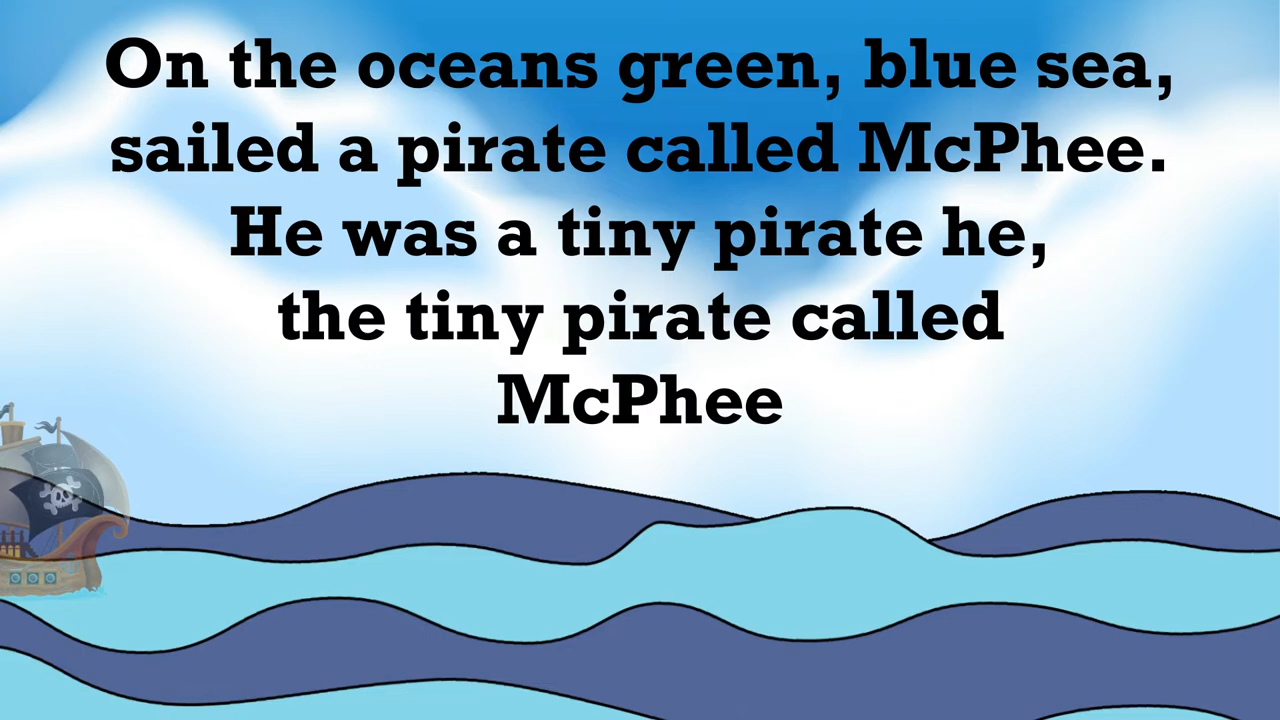 On the oceans green, blue sea,
sailed a pirate called McPhee.
He was a tiny pirate he,
the tiny pirate called
McPhee